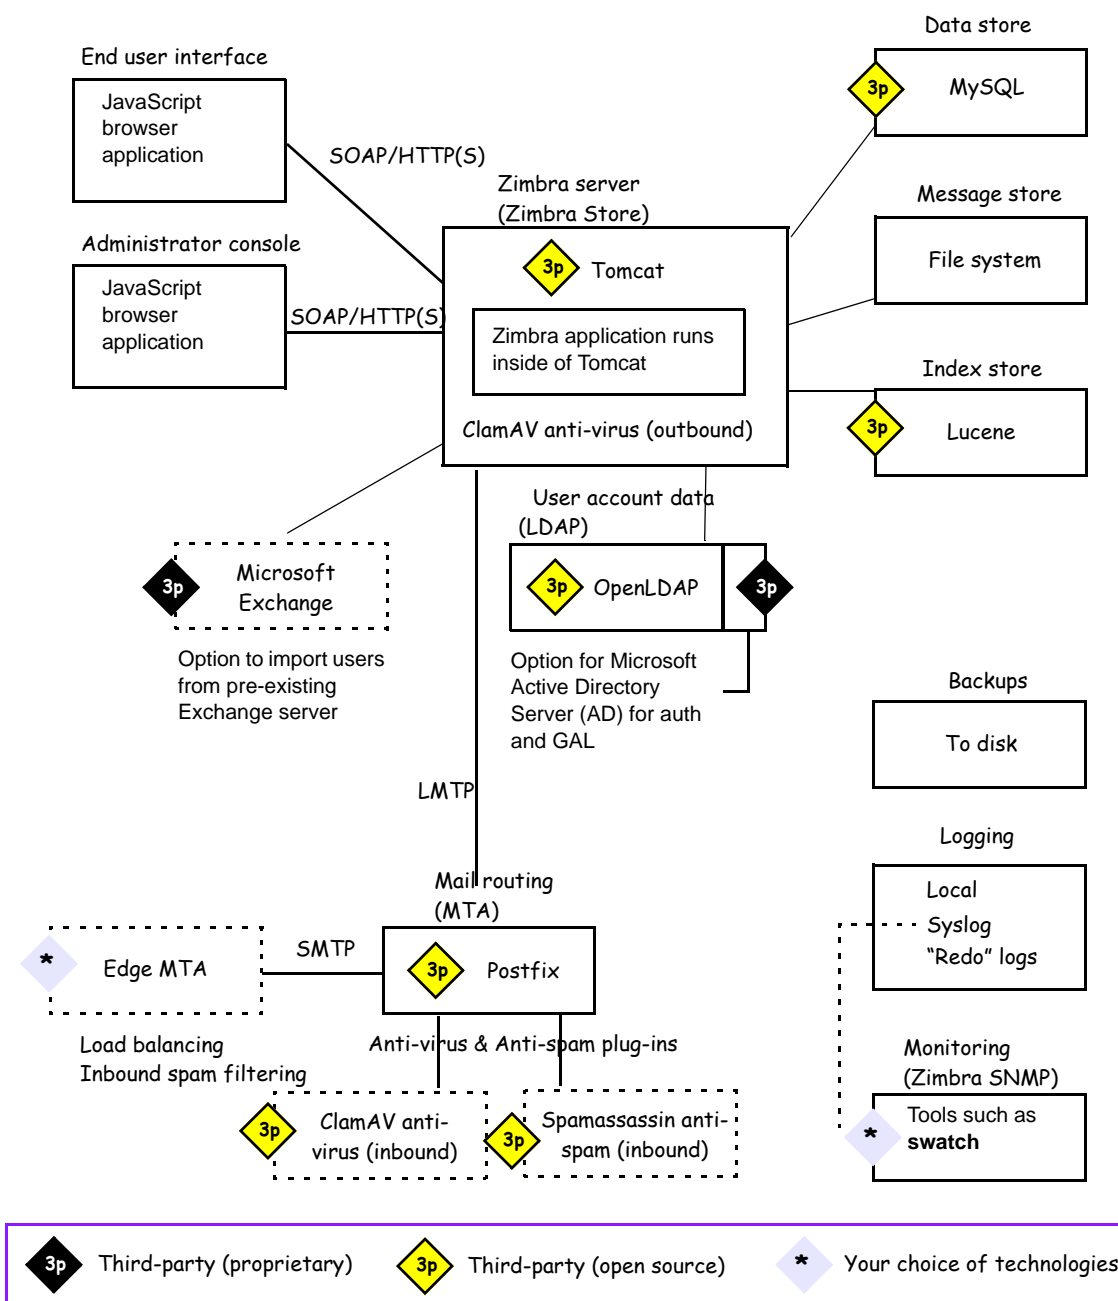 Data store
3p
MySQL
End user interface
JavaScript
browser
application
SOAP/HTTP(S)
Zimbra server
(Zimbra Store)
Message store
File system
Administrator console
JavaScript
browser
application
SOAP/HTTP(S)
3p
Tomcat
Zimbra application runs
inside of Tomcat
ClamAV anti-virus (outbound)
Index store
3p
Lucene
User account data
(LDAP)
3p
Microsoft
Exchange
3p
OpenLDAP
3p
Option to import users
from pre-existing
Exchange server
Option for Microsoft
Active Directory
Server (AD) for auth
and GAL
Backups
To disk
LMTP
Logging
Local
Syslog
“Redo” logs
Mail routing
(MTA)
*
Edge MTA
SMTP
3p
Postfix
Load balancing
Inbound spam filtering
Anti-virus & Anti-spam plug-ins
3p
ClamAV anti-
virus (inbound)
3p
Spamassassin anti-
spam (inbound)
Monitoring
(Zimbra SNMP)
*
Tools such as
swatch
3p
Third-party (proprietary)
3p
Third-party (open source)
*
Your choice of technologies